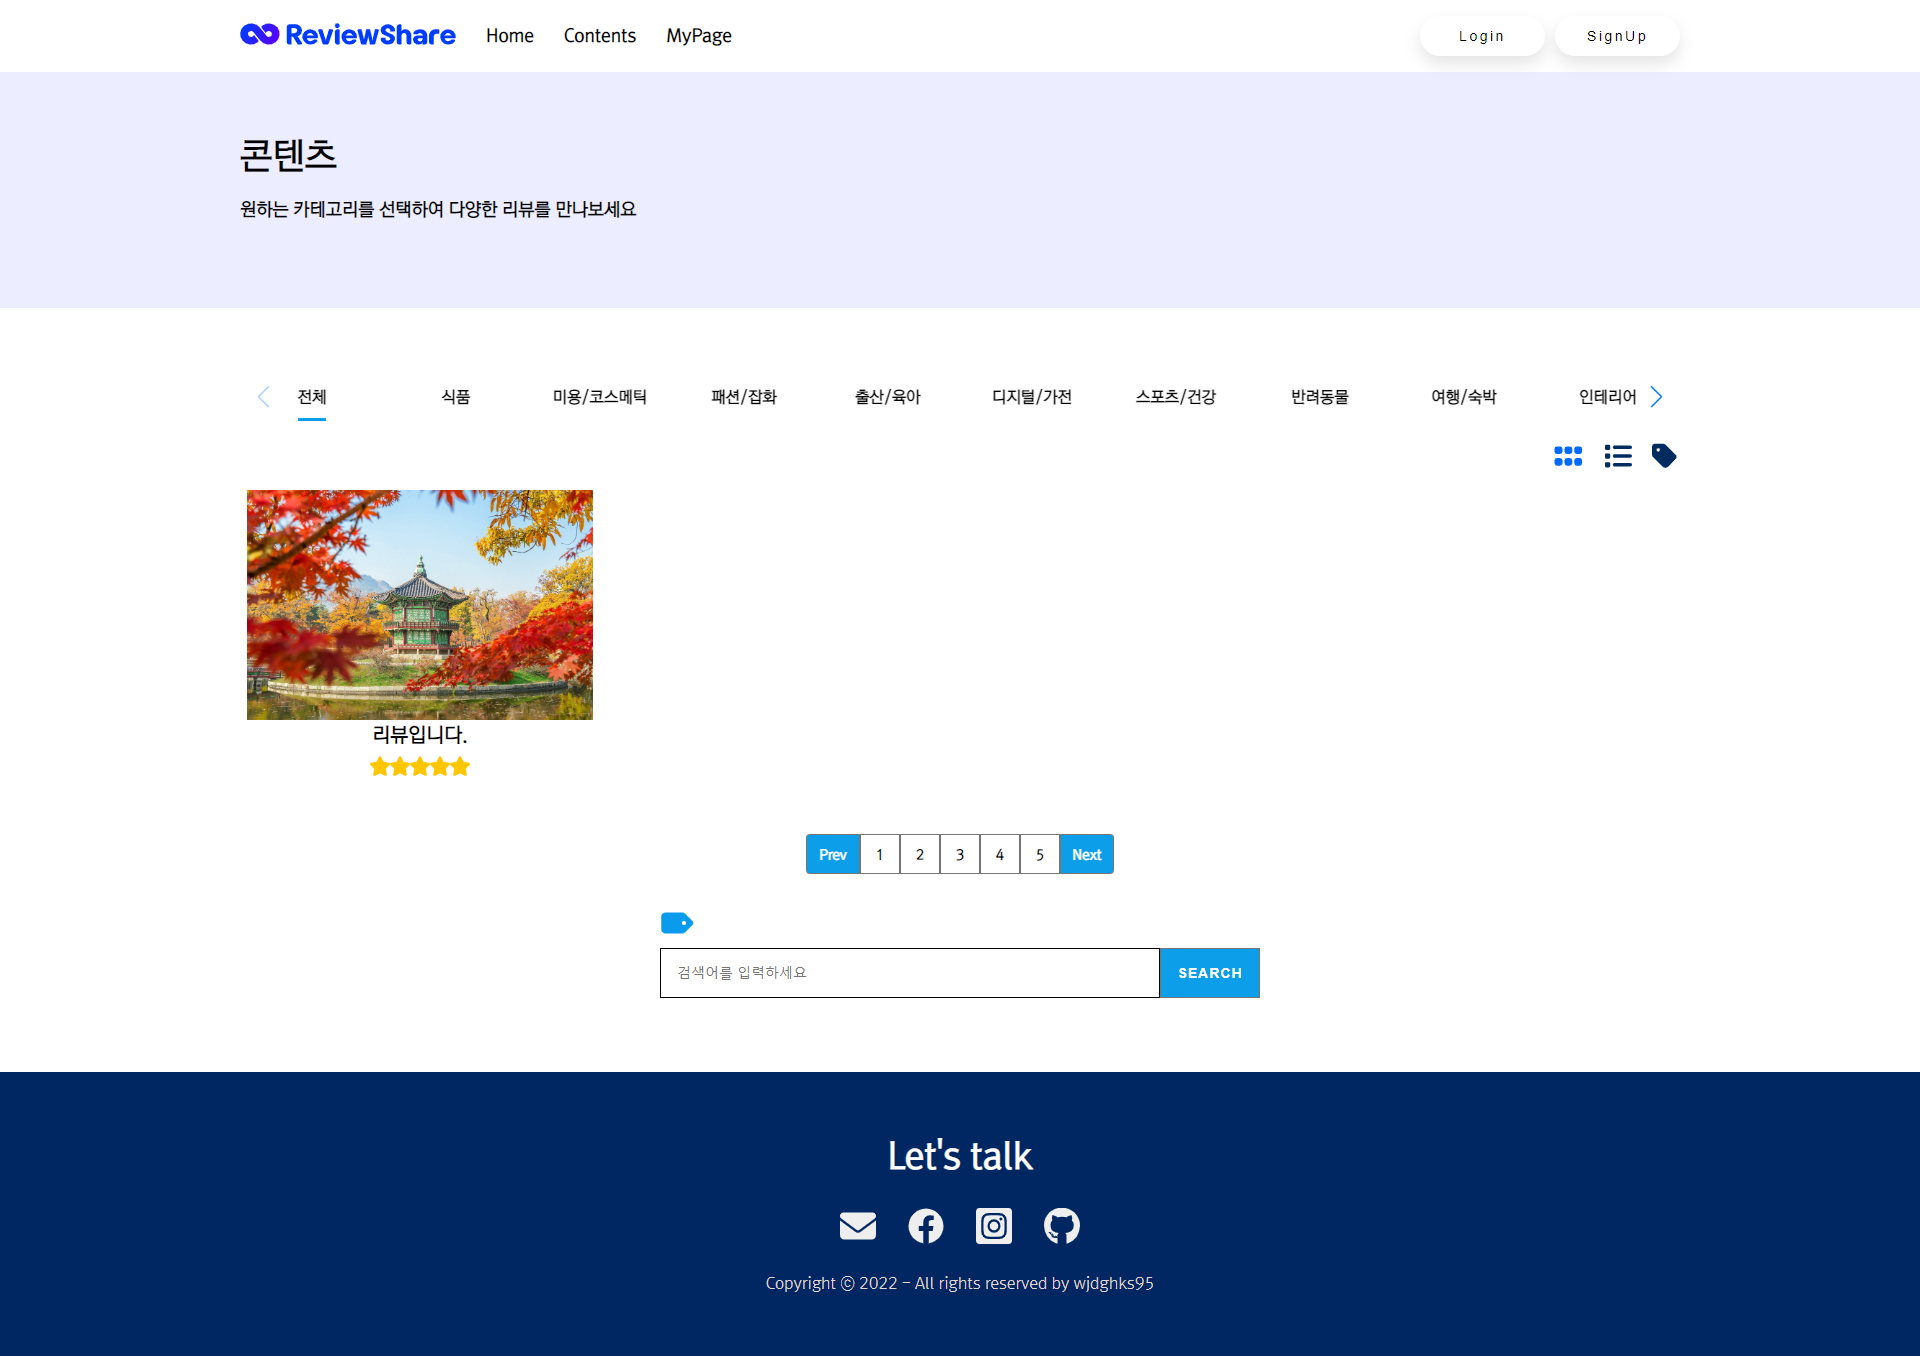 ReviewShare Home Contents MyPage Login SignUp
콘텐츠
원하는 카테고리를 선택하여 다양한 리뷰를 만나보세요
전체 식품 미용/코스메틱 패션/잡화 출산/육아 디지털/가전 스포츠/건강 반려동물 여행/숙박 인테리어
리뷰입니다.
Prev 1 2 3 4 5 Next
검색어를 입력하세요 SEARCH
Let's talk
Copyright © 2022 – All rights reserved by wjdghks95